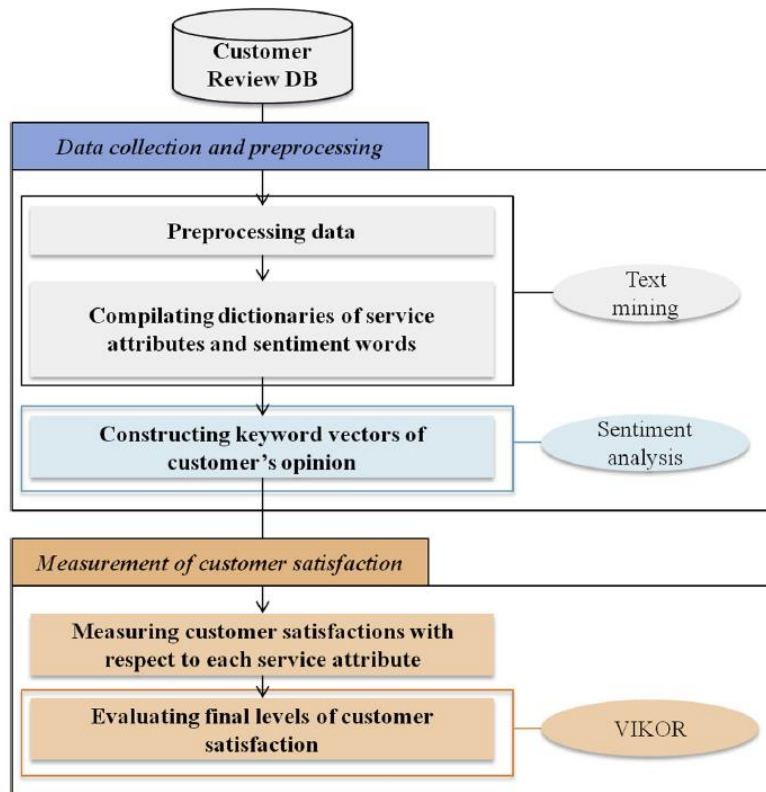 Customer
Review DB
Data collection and preprocessing
Preprocessing data
Compilating dictionaries of service
attributes and sentiment words
Text
mining
Constructing keyword vectors of
customer’s opinion
Sentiment
analysis
Measurement of customer satisfaction
Measuring customer satisfactions with
respect to each service attribute
Evaluating final levels of customer
satisfaction
VIKOR